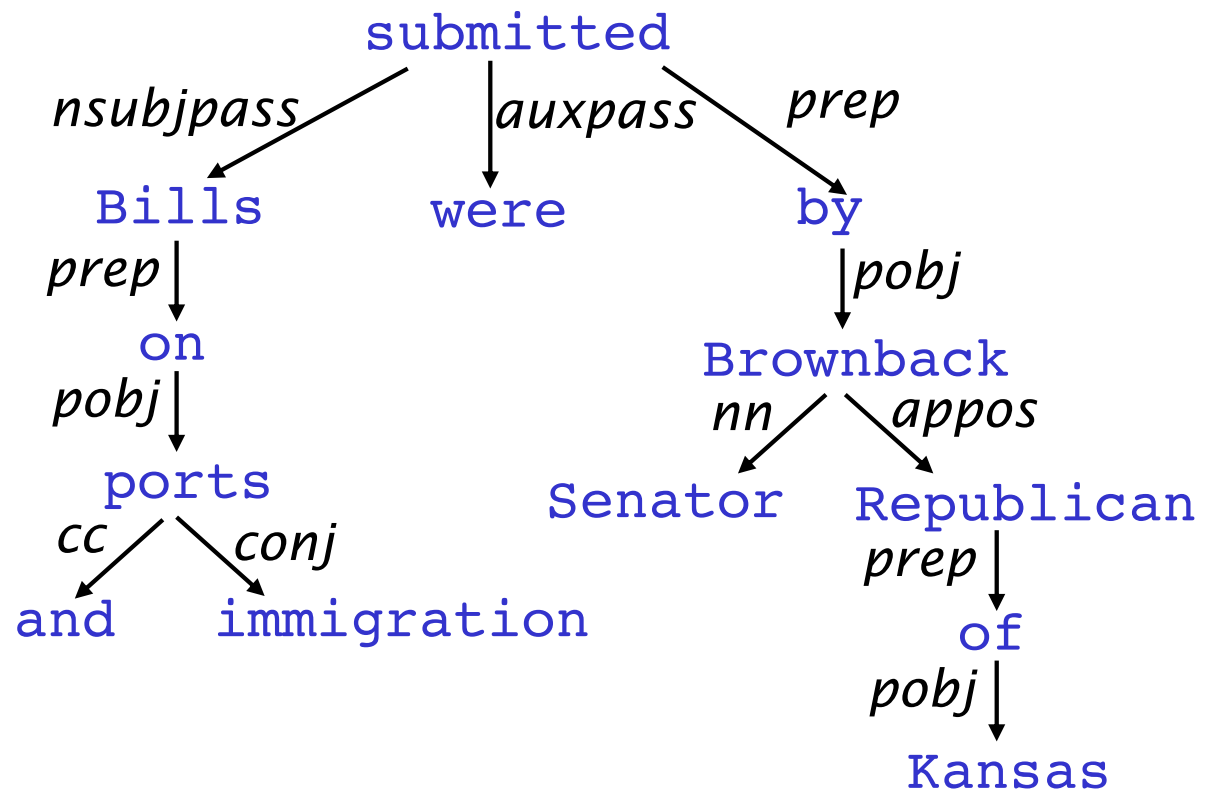 submitted
nsubjpass auxpass prep
Bills were by
prep pobj
on Brownback
pobj nn appos
ports Senator Republican
cc conj prep
and immigration of
pobj
Kansas